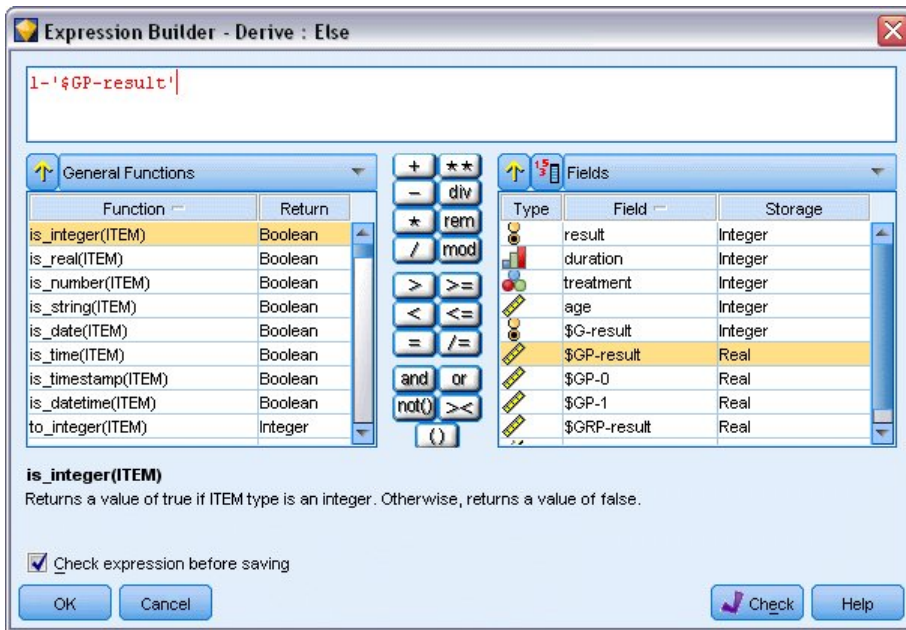 Expression Builder - Derive : Else
1-'$GP-result'
General Functions
Function Return
is_integer(ITEM) Boolean
is_real(ITEM) Boolean
is_number(ITEM) Boolean
is_string(ITEM) Boolean
is_date(ITEM) Boolean
is_time(ITEM) Boolean
is_timestamp(ITEM) Boolean
is_datetime(ITEM) Boolean
to_integer(ITEM) Integer
+ **
- div
* rem
/ mod
> >=
< <=
= /=
and or
not() ><
()
Fields
Type Field Storage
result Integer
duration Integer
treatment Integer
age Integer
$G-result Integer
$GP-result Real
$GP-0 Real
$GP-1 Real
$GRP-result Real
is_integer(ITEM)
Returns a value of true if ITEM type is an integer. Otherwise, returns a value of false.
Check expression before saving
OK Cancel Check Help